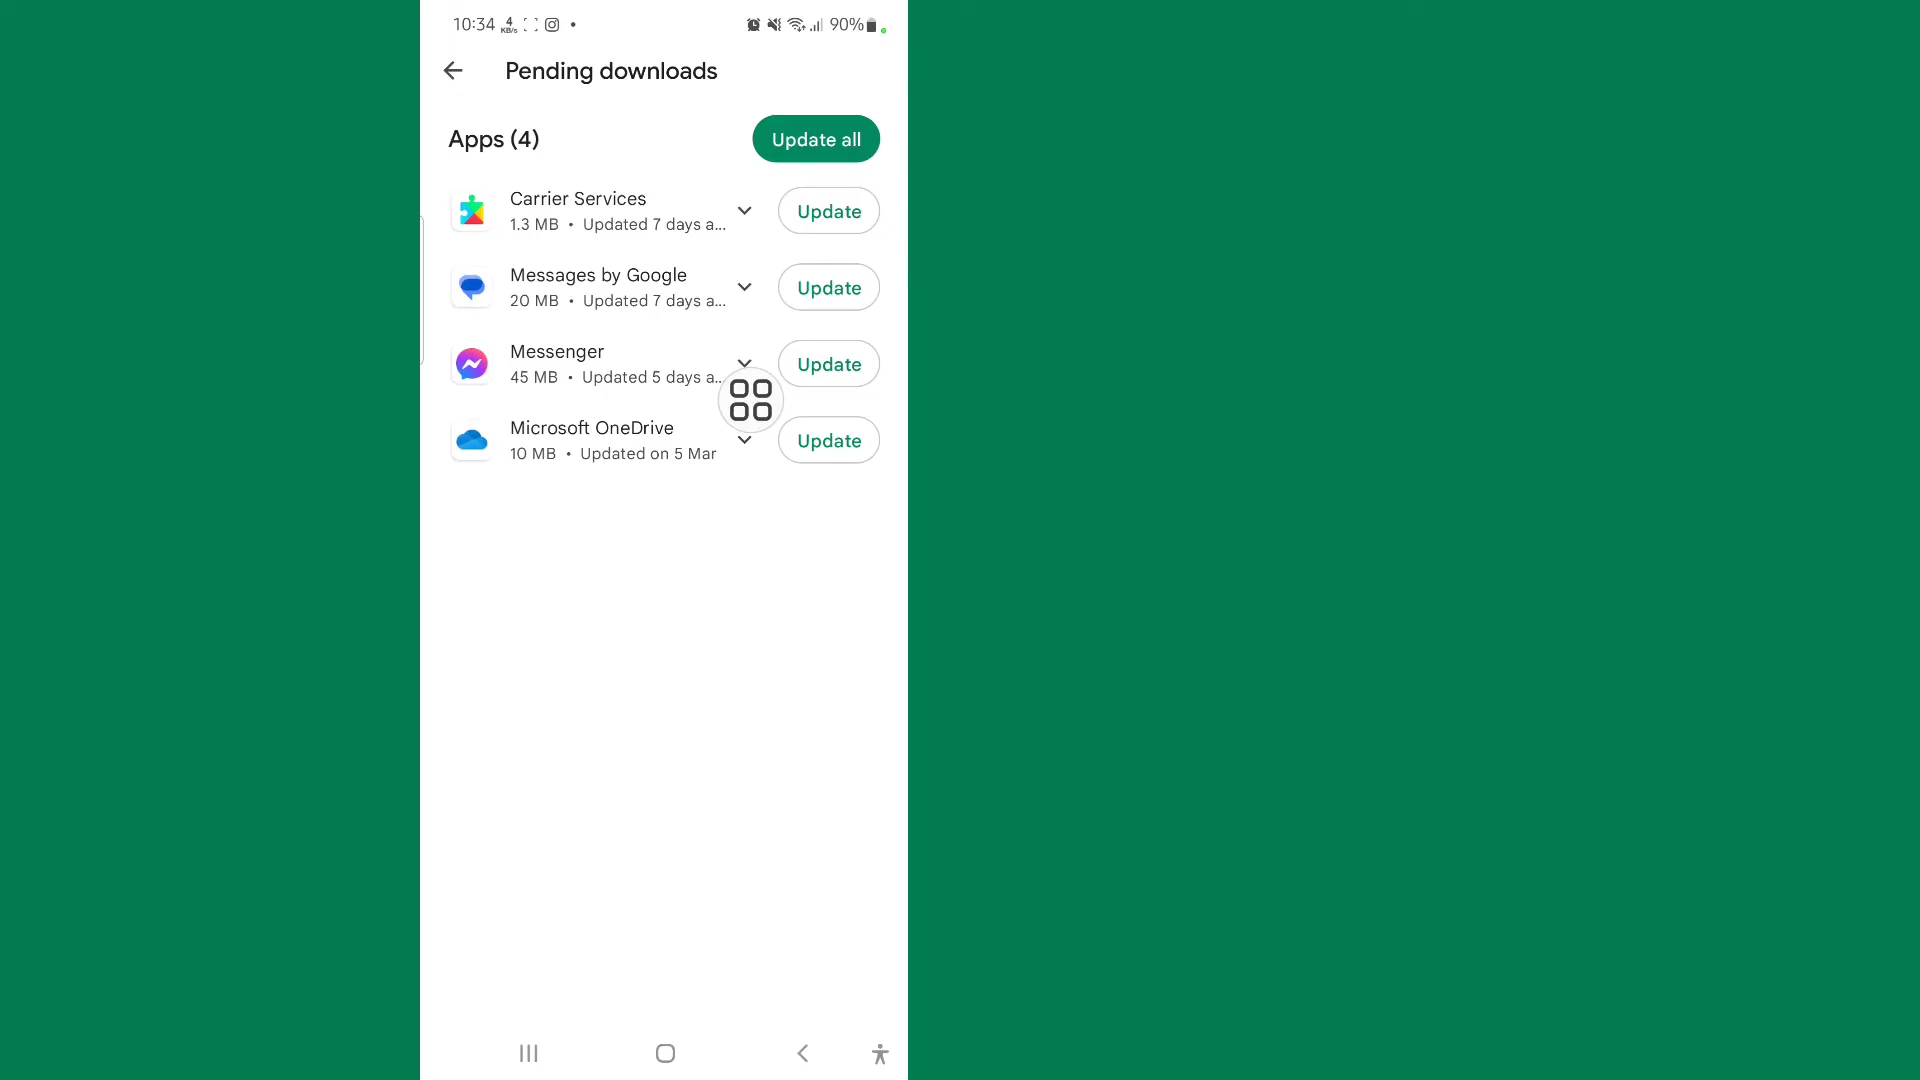 10:34 4 KB/s 90%
Pending downloads
Apps (4) Update all
Carrier Services
1.3 MB • Updated 7 days a...
Update
Messages by Google
20 MB • Updated 7 days a...
Update
Messenger
45 MB • Updated 5 days a...
Update
Microsoft OneDrive
10 MB • Updated on 5 Mar
Update